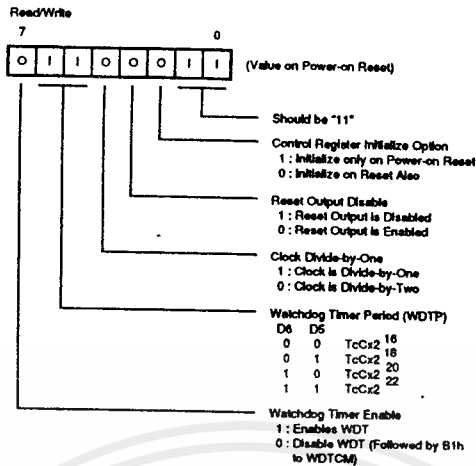 Read/Write
7 0
0 1 1 0 0 0 1 1 (Value on Power-on Reset)
Should be "11"
Control Register Initialize Option
1 : Initialize only on Power-on Reset
0 : Initialize on Reset Also
Reset Output Disable
1 : Reset Output is Disabled
0 : Reset Output is Enabled
Clock Divide-by-One
1 : Clock is Divide-by-One
0 : Clock is Divide-by-Two
Watchdog Timer Period (WDTP)
D6 D5
0 0 TcCx2 16
0 1 TcCx2 18
1 0 TcCx2 20
1 1 TcCx2 22
Watchdog Timer Enable
1 : Enables WDT
0 : Disable WDT (Followed by B1h
to WDTCM)